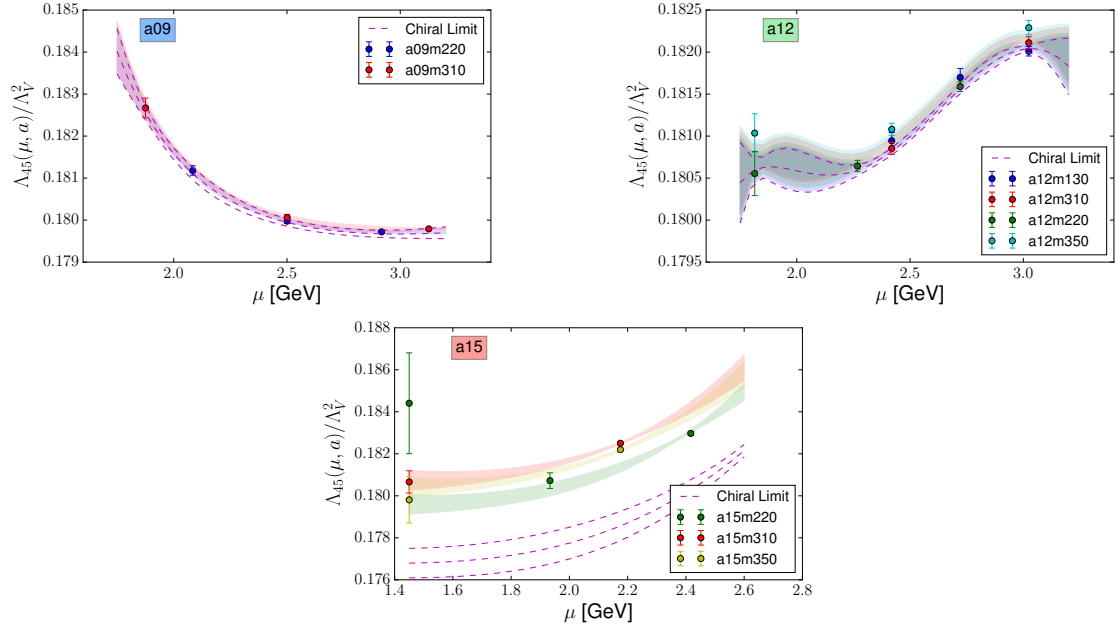 a09
Chiral Limit
a09m220
a09m310
0.185
0.184
0.183
0.182
0.181
0.180
0.179
2.0 2.5 3.0
μ [GeV]
Λ₄₅(μ, a)/Λ²_V
a12
0.1825
0.1820
0.1815
0.1810
0.1805
0.1800
0.1795
2.0 2.5 3.0
μ [GeV]
Λ₄₅(μ, a)/Λ²_V
Chiral Limit
a12m130
a12m310
a12m220
a12m350
a15
0.188
0.186
0.184
0.182
0.180
0.178
0.176
1.4 1.6 1.8 2.0 2.2 2.4 2.6 2.8
μ [GeV]
Λ₄₅(μ, a)/Λ²_V
Chiral Limit
a15m220
a15m310
a15m350